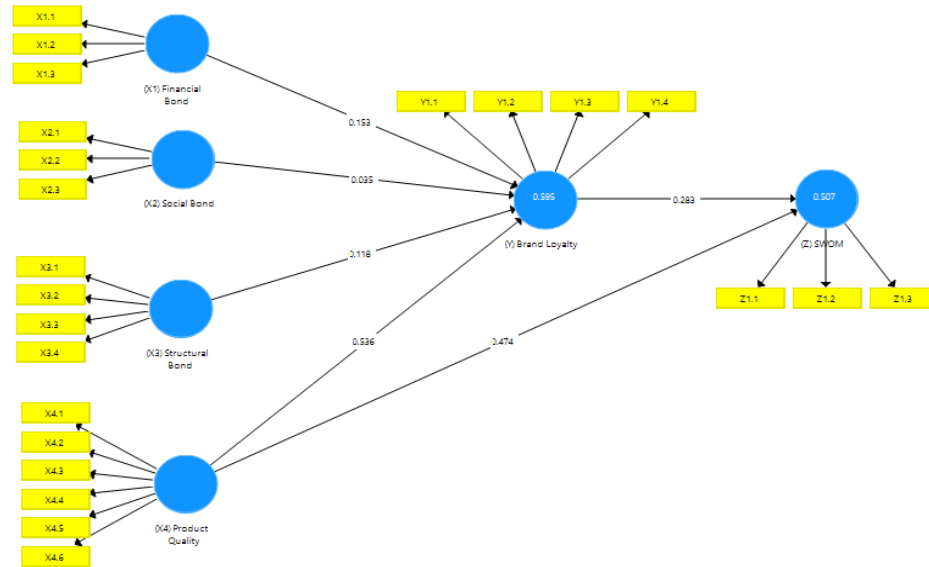 X1.1
X1.2
X1.3
(X1) Financial
Bond
0.153
X2.1
X2.2
X2.3
(X2) Social Bond
0.035
Y1.1
Y1.2
Y1.3
Y1.4
0.595
(Y) Brand Loyalty
0.283
0.507
(Z) SWOM
Z1.1
Z1.2
Z1.3
X3.1
X3.2
X3.3
X3.4
(X3) Structural
Bond
0.118
0.536
0.474
X4.1
X4.2
X4.3
X4.4
X4.5
X4.6
(X4) Product
Quality